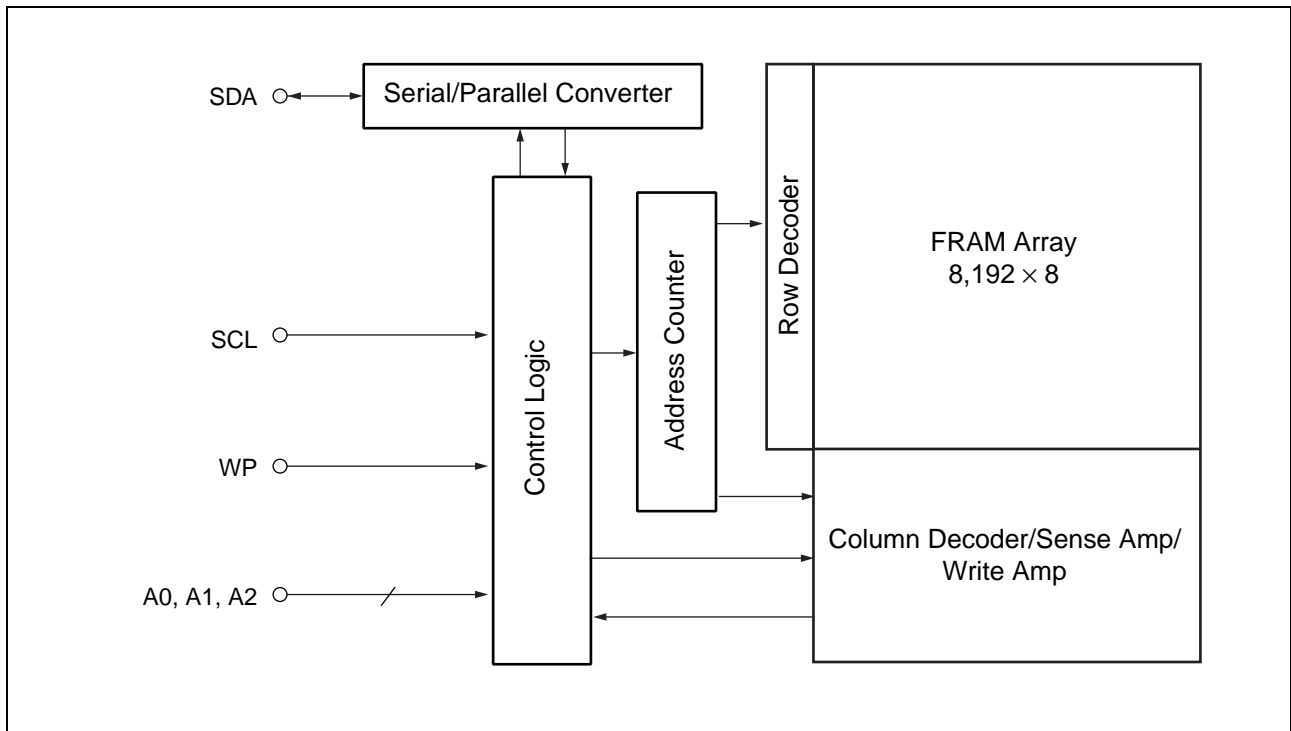 SDA
Serial/Parallel Converter
SCL
WP
A0, A1, A2
Control Logic
Address Counter
Row Decoder
FRAM Array
8,192 × 8
Column Decoder/Sense Amp/
Write Amp